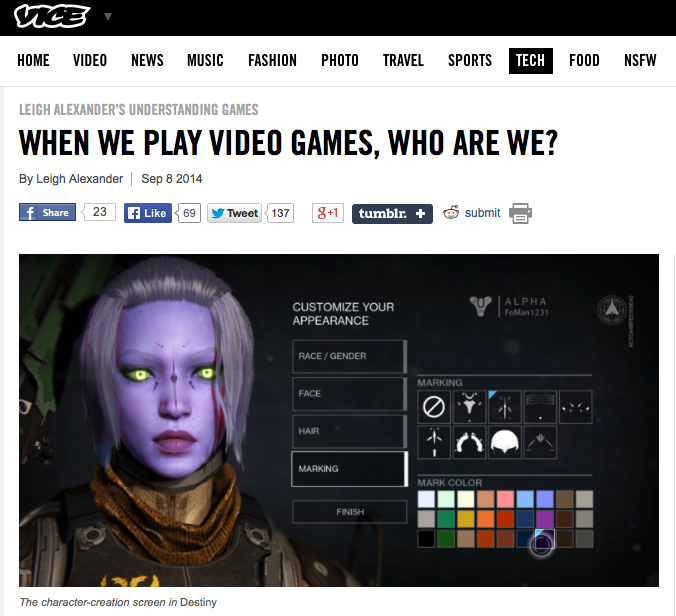 VICE
HOME VIDEO NEWS MUSIC FASHION PHOTO TRAVEL SPORTS TECH FOOD NSFW
LEIGH ALEXANDER'S UNDERSTANDING GAMES
WHEN WE PLAY VIDEO GAMES, WHO ARE WE?
By Leigh Alexander | Sep 8 2014
f Share 23 f Like 69 Tweet 137 g+1 tumblr. + submit
CUSTOMIZE YOUR
APPEARANCE
ALPHA
FoMan1231
RACE / GENDER
FACE
HAIR
MARKING
FINISH
MARKING
MARK COLOR
The character-creation screen in Destiny